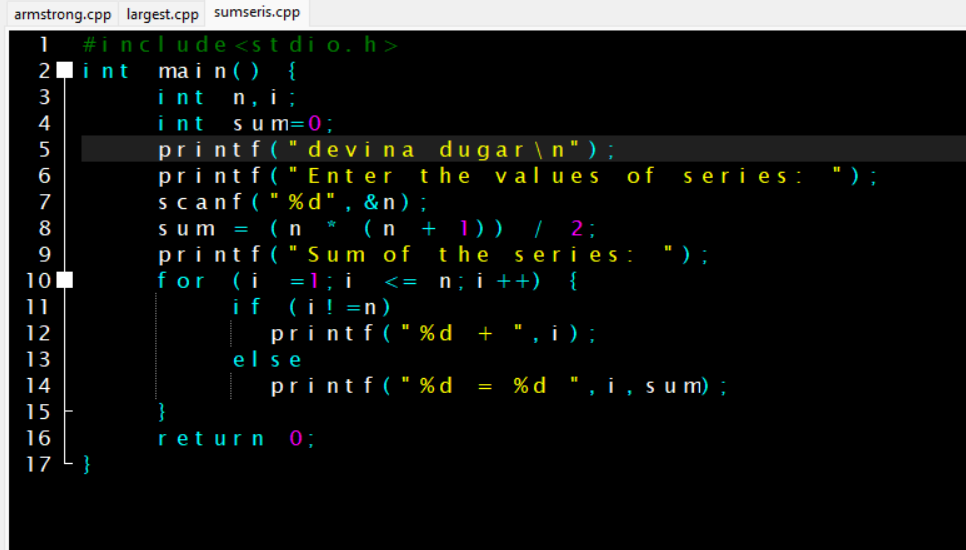 armstrong.cpp largest.cpp sumseris.cpp
1 #include<stdio.h>
2 int main() {
3 int n,i;
4 int sum=0;
5 printf("devina dugar\n");
6 printf("Enter the values of series: ");
7 scanf("%d",&n);
8 sum = (n * (n + 1)) / 2;
9 printf("Sum of the series: ");
10 for (i =1;i <= n;i++) {
11 if (i!=n)
12 printf("%d + ",i);
13 else
14 printf("%d = %d ",i,sum);
15 }
16 return 0;
17 }